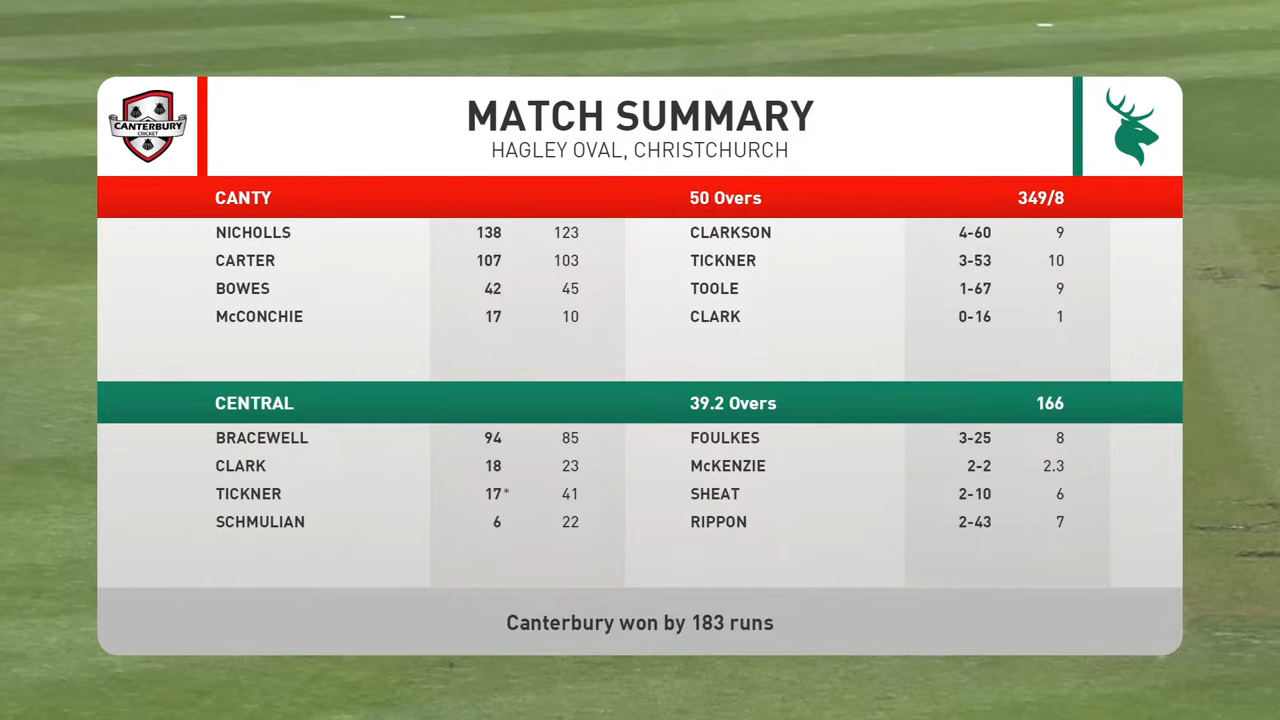 CANTERBURY
CRICKET
MATCH SUMMARY
HAGLEY OVAL, CHRISTCHURCH
CANTY 50 Overs 349/8
NICHOLLS 138 123 CLARKSON 4-60 9
CARTER 107 103 TICKNER 3-53 10
BOWES 42 45 TOOLE 1-67 9
McCONCHIE 17 10 CLARK 0-16 1
CENTRAL 39.2 Overs 166
BRACEWELL 94 85 FOULKES 3-25 8
CLARK 18 23 McKENZIE 2-2 2.3
TICKNER 17* 41 SHEAT 2-10 6
SCHMULIAN 6 22 RIPPON 2-43 7
Canterbury won by 183 runs